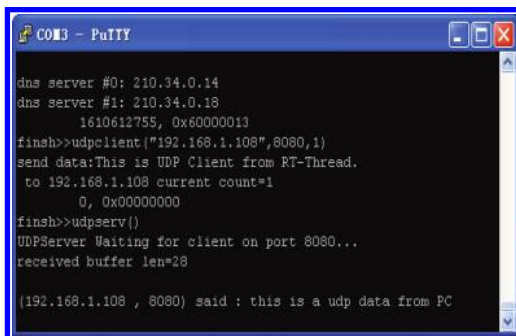 COM3 - PuTTY
dns server #0: 210.34.0.14
dns server #1: 210.34.0.18
1610612755, 0x60000013
finsh>>udpclient("192.168.1.108",8080,1)
send data:This is UDP Client from RT-Thread.
to 192.168.1.108 current count=1
0, 0x00000000
finsh>>udpserv()
UDPServer Waiting for client on port 8080...
received buffer len=28
(192.168.1.108 , 8080) said : this is a udp data from PC